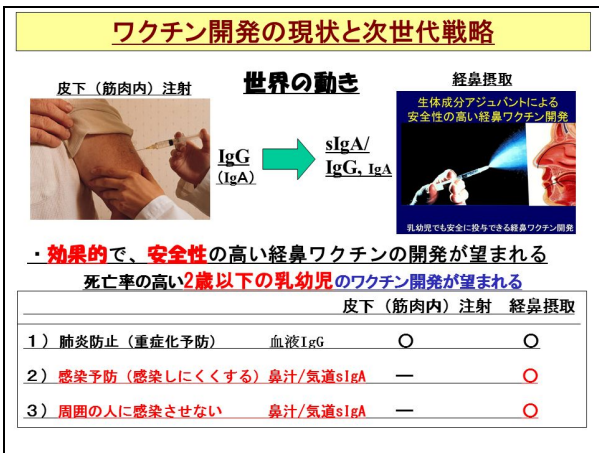 ワクチン開発の現状と次世代戦略
皮下（筋肉内）注射
世界の動き
経鼻摂取
生体成分アジュバントによる
安全性の高い経鼻ワクチン開発
IgG
(IgA)
sIgA/
IgG, IgA
乳幼児でも安全に投与できる経鼻ワクチン開発
・効果的で、安全性の高い経鼻ワクチンの開発が望まれる
死亡率の高い2歳以下の乳幼児のワクチン開発が望まれる
皮下（筋肉内）注射 経鼻摂取
1）肺炎防止（重症化予防） 血液IgG ○ ○
2）感染予防（感染しにくくする）鼻汁/気道sIgA ー ○
3）周囲の人に感染させない 鼻汁/気道sIgA ー ○